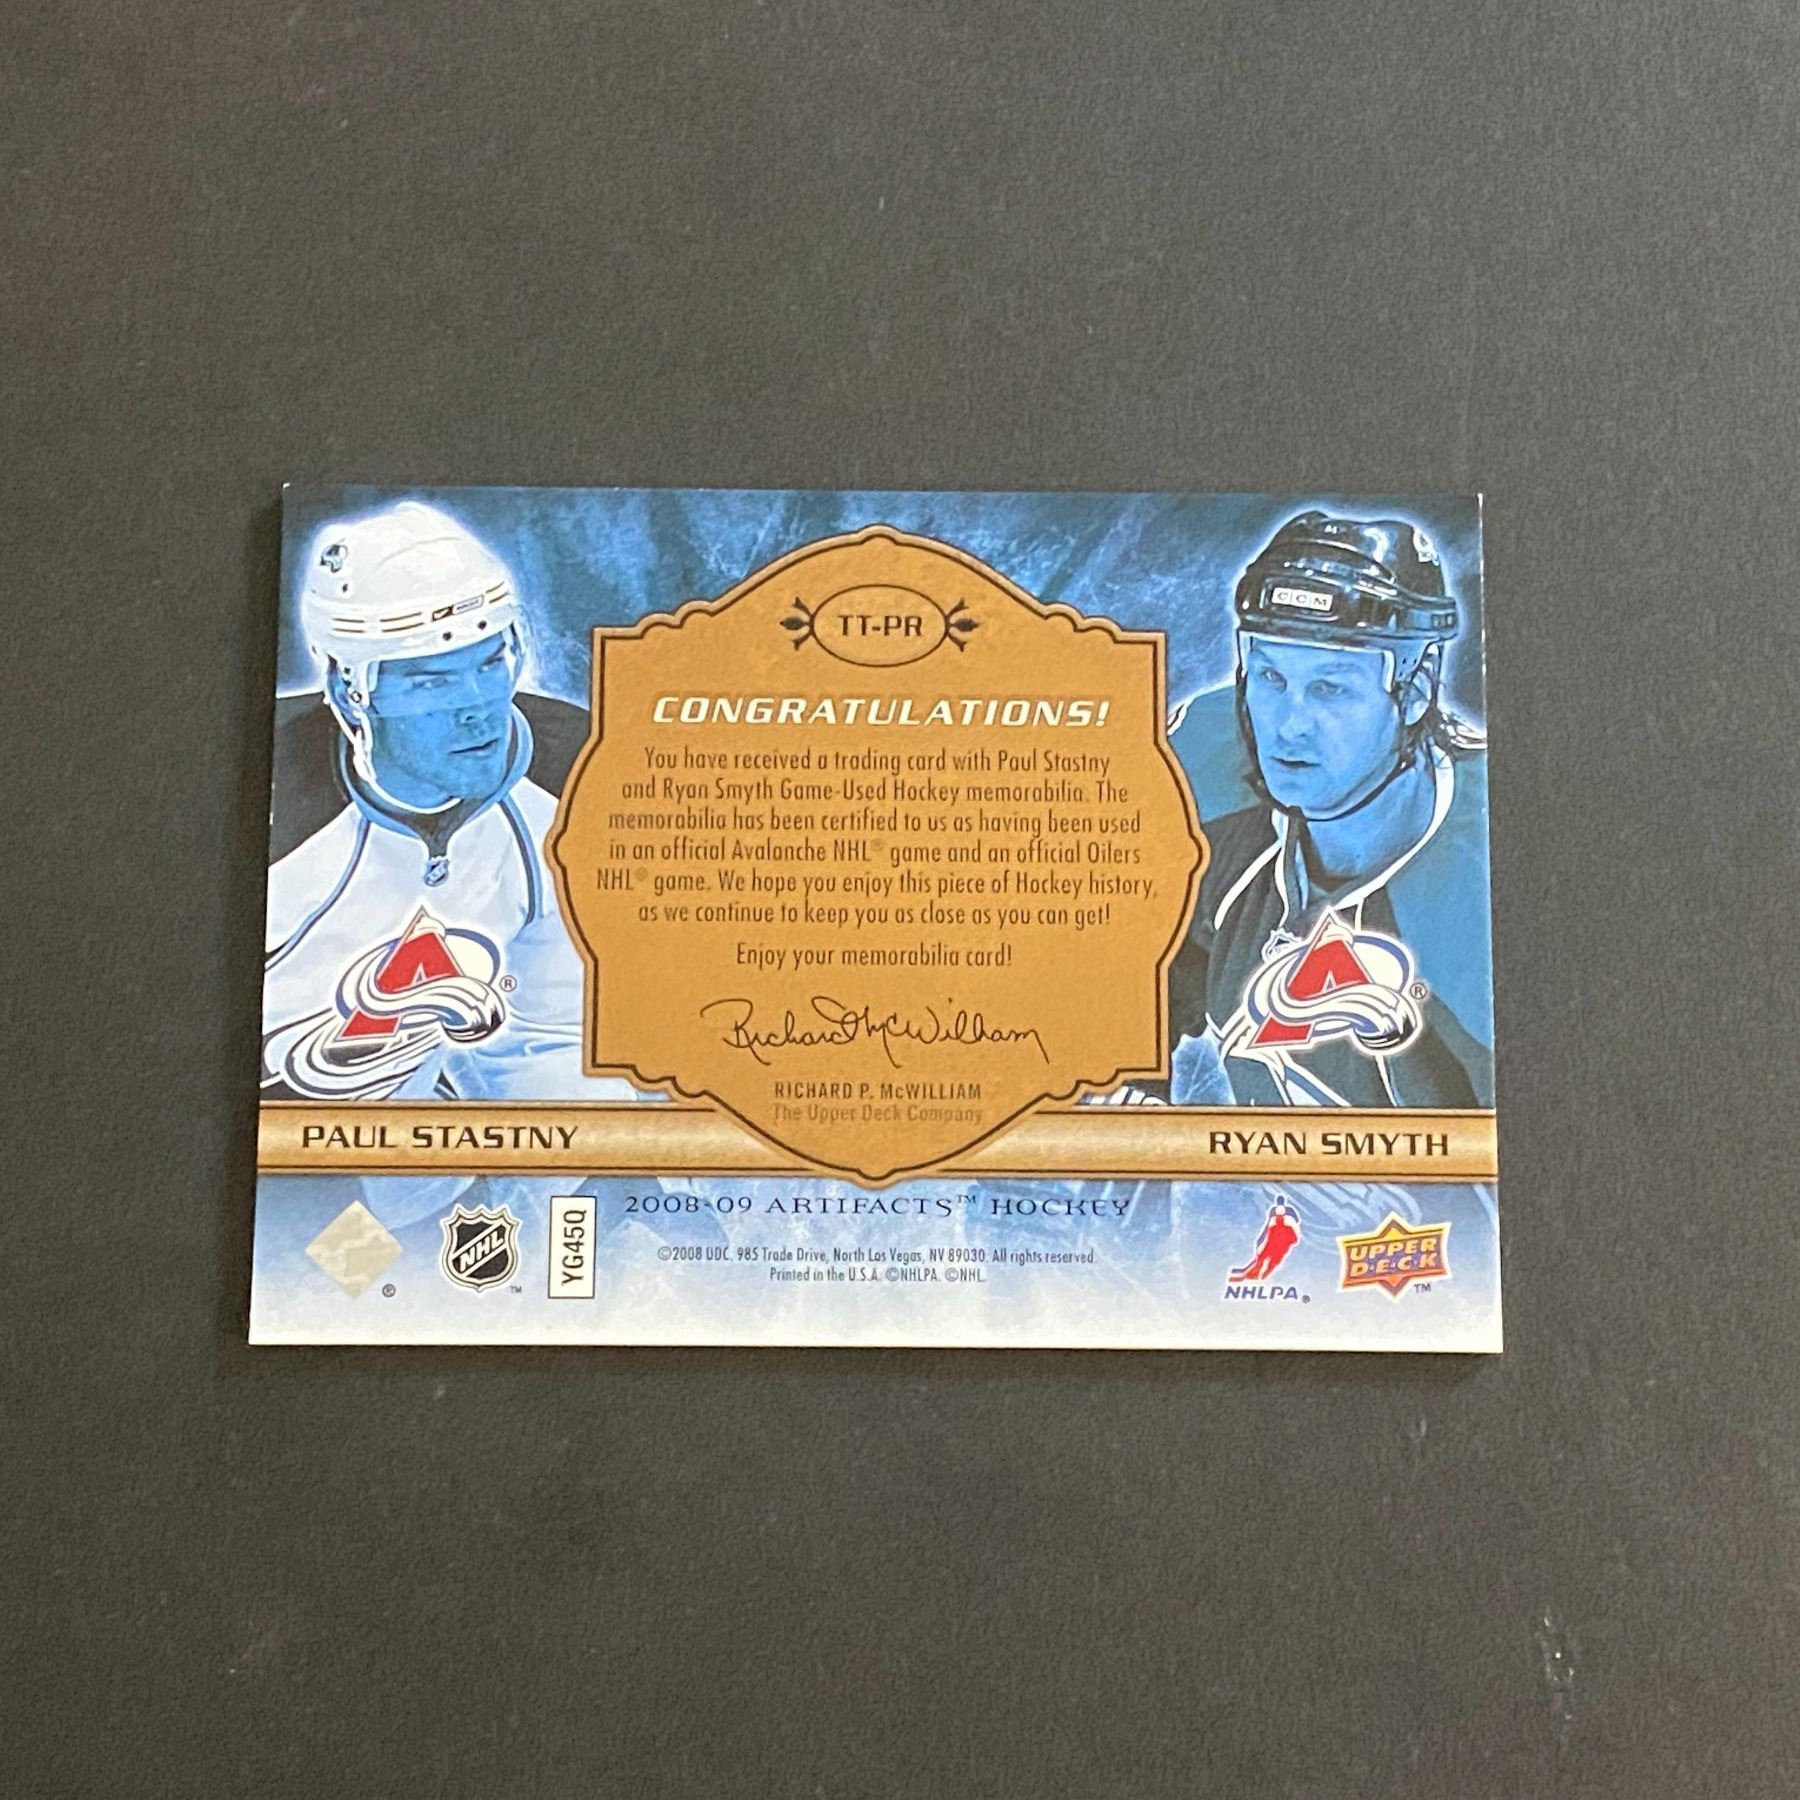 CCM
TT-PR
CONGRATULATIONS!
You have received a trading card with Paul Stastny
and Ryan Smyth Game-Used Hockey memorabilia. The
memorabilia has been certified to us as having been used
in an official Avalanche NHL® game and an official Oilers
NHL® game. We hope you enjoy this piece of Hockey history,
as we continue to keep you as close as you can get!
Enjoy your memorabilia card!
Richard P. McWilliam
RICHARD P. McWILLIAM
The Upper Deck Company
PAUL STASTNY
RYAN SMYTH
NHL
YG45Q
2008-09 ARTIFACTS™ HOCKEY
©2008 UDC. 985 Trade Drive, North Las Vegas, NV 89030. All rights reserved.
Printed in the U.S.A. ©NHLPA. ©NHL.
NHLPA®
UPPER
DECK™